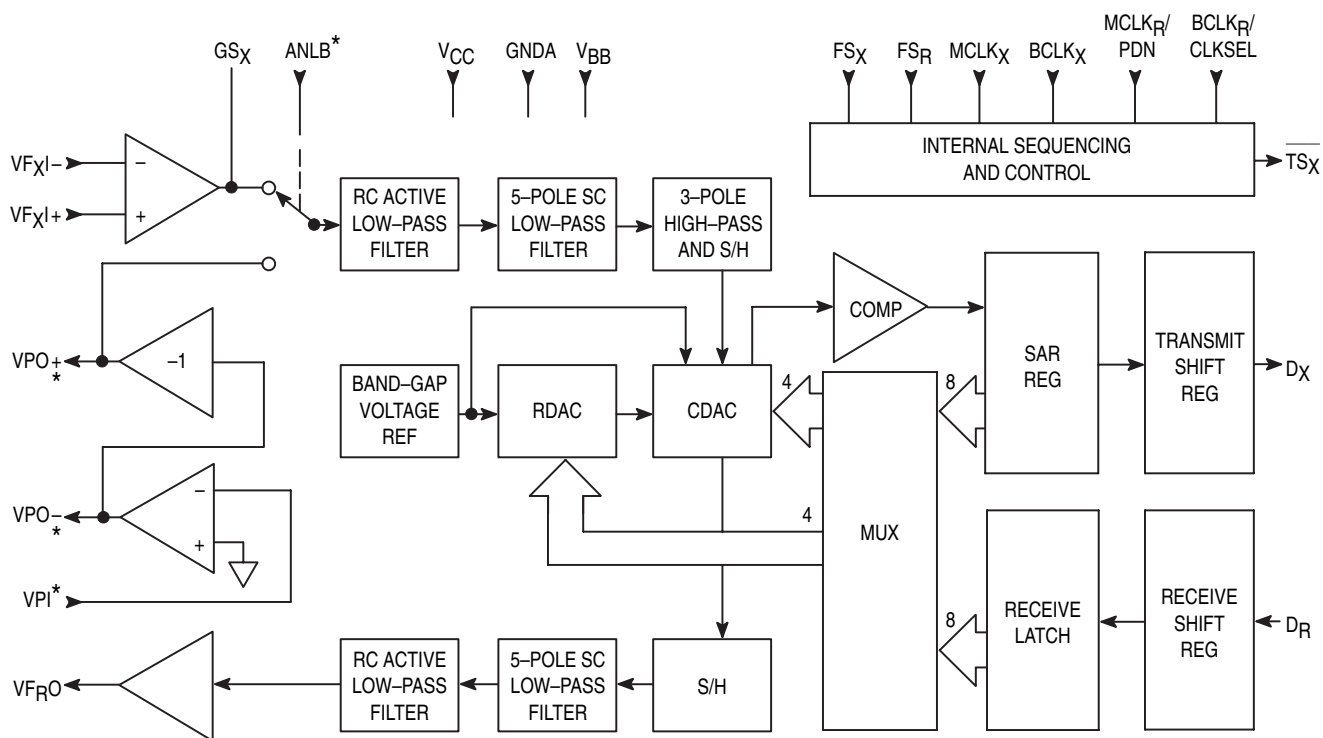 GSX
ANLB*
VCC
GNDA
VBB
FSX
FSR
MCLKX
BCLKX
MCLKR/
PDN
BCLKR/
CLKSEL
INTERNAL SEQUENCING
AND CONTROL
TSX
VFXI–
VFXI+
–
+
RC ACTIVE
LOW–PASS
FILTER
5–POLE SC
LOW–PASS
FILTER
3–POLE
HIGH–PASS
AND S/H
COMP
SAR
REG
TRANSMIT
SHIFT
REG
DX
VPO+
*
–1
BAND–GAP
VOLTAGE
REF
RDAC
CDAC
4
8
MUX
VPO–
*
–
+
4
VPI*
8
RECEIVE
LATCH
RECEIVE
SHIFT
REG
DR
VFRO
RC ACTIVE
LOW–PASS
FILTER
5–POLE SC
LOW–PASS
FILTER
S/H